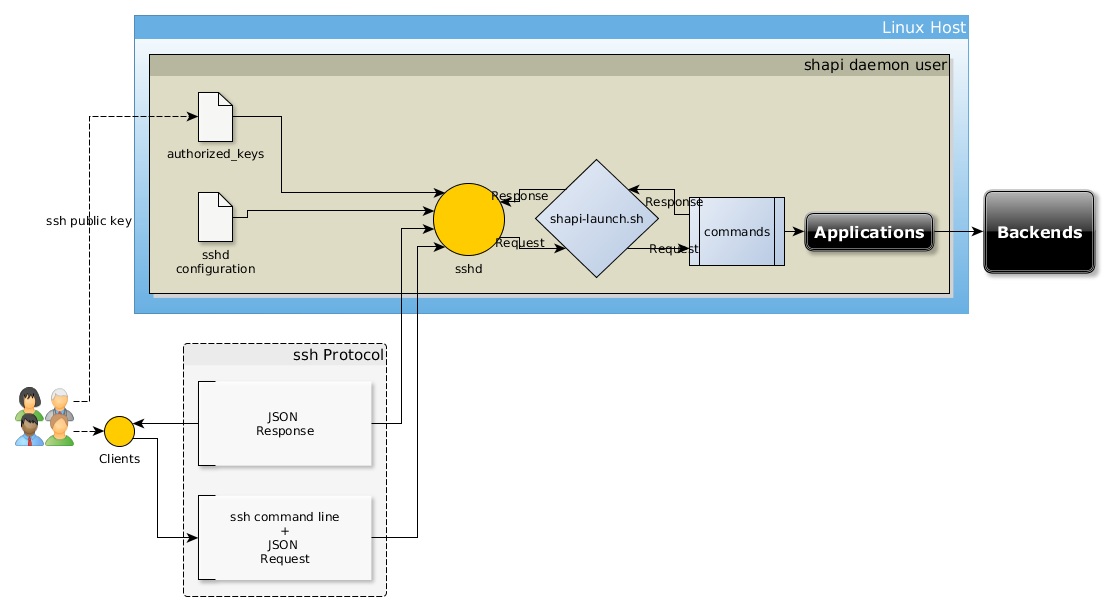 Linux Host
shapi daemon user
authorized_keys
ssh public key
sshd
configuration
sshd
Response
Request
shapi-launch.sh
Response
Request
commands
Applications
Backends
ssh Protocol
JSON
Response
Clients
ssh command line
+
JSON
Request